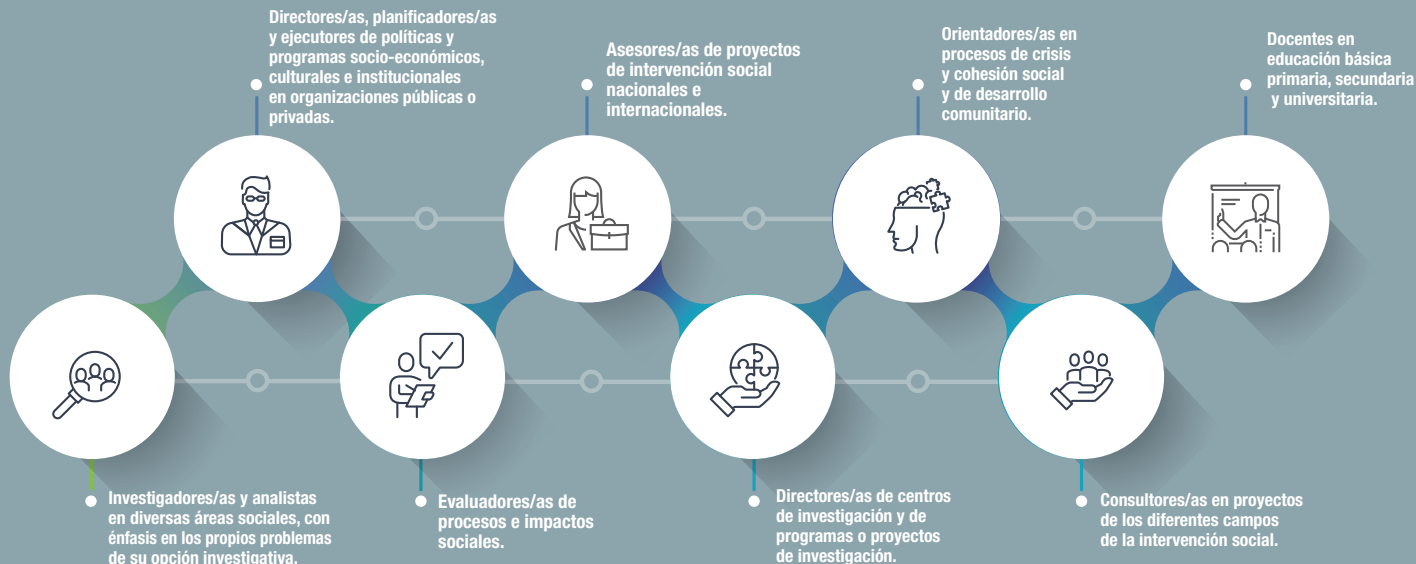 Directores/as, planificadores/as
y ejecutores de políticas y
programas socio-económicos,
culturales e institucionales
en organizaciones públicas o
privadas.
Asesores/as de proyectos
de intervención social
nacionales e
internacionales.
Orientadores/as en
procesos de crisis
y cohesión social
y de desarrollo
comunitario.
Docentes en
educación básica
primaria, secundaria
y universitaria.
Investigadores/as y analistas
en diversas áreas sociales, con
énfasis en los propios problemas
de su opción investigativa.
Evaluadores/as de
procesos e impactos
sociales.
Directores/as de centros
de investigación y de
programas o proyectos
de investigación.
Consultores/as en proyectos
de los diferentes campos
de la intervención social.